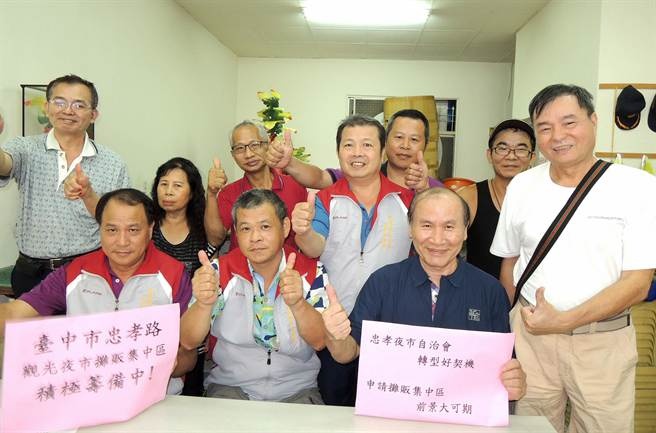 臺中市忠孝路
觀光夜市攤販集中區
積極籌備中!
忠孝夜市自治會
轉型好契機
申請攤販集中區
前景大可期